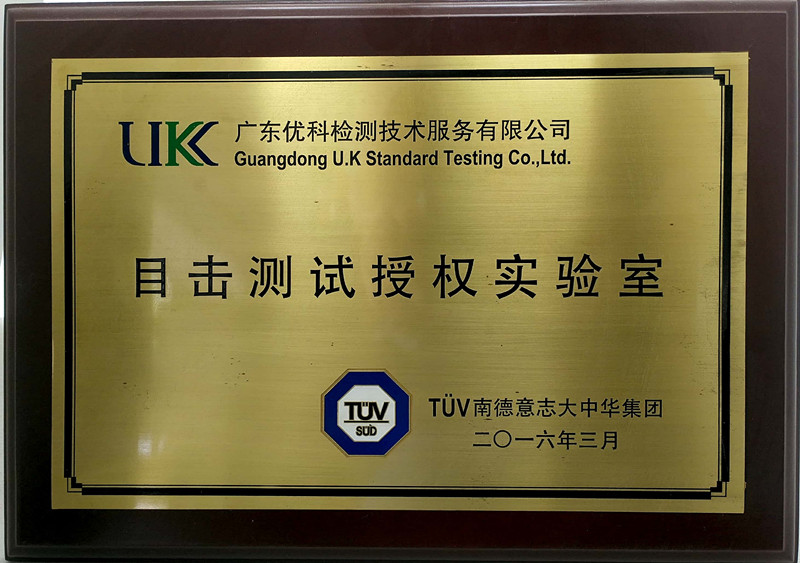 UKK 广东优科检测技术服务有限公司
Guangdong U.K Standard Testing Co.,Ltd.
目击测试授权实验室
TÜV
SÜD
TÜV南德意志大中华集团
二〇一六年三月